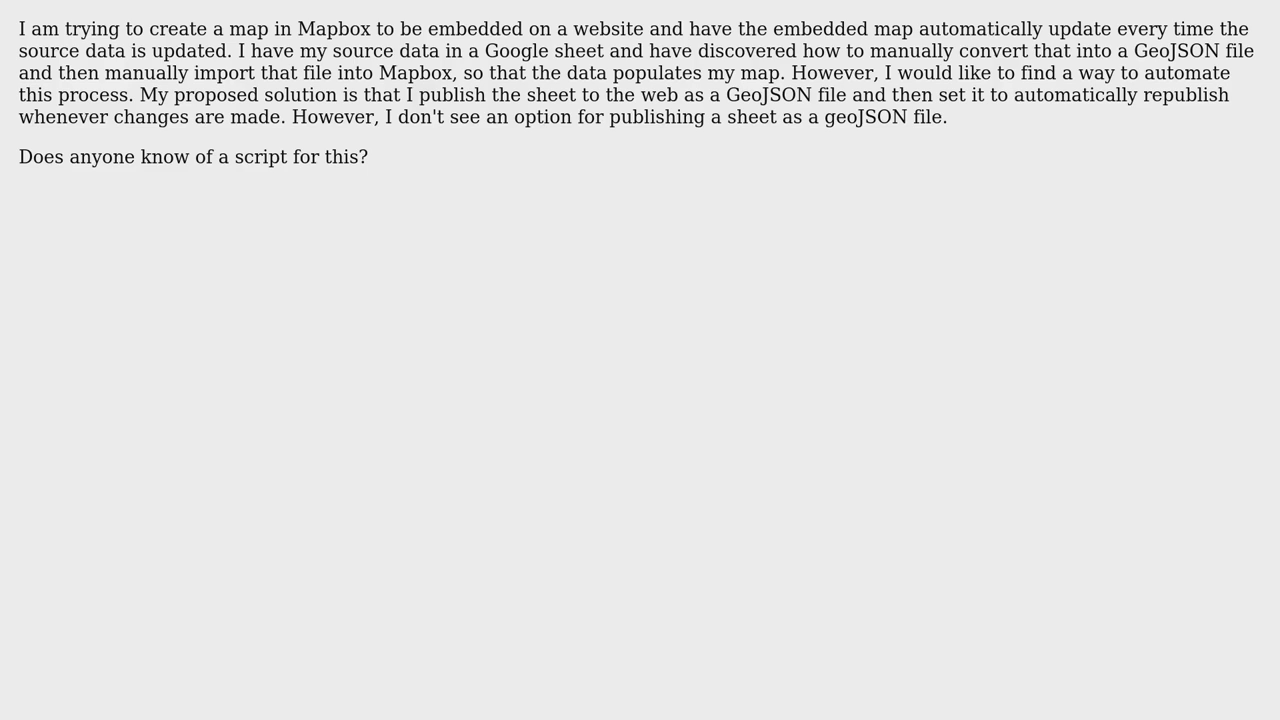 I am trying to create a map in Mapbox to be embedded on a website and have the embedded map automatically update every time the
source data is updated. I have my source data in a Google sheet and have discovered how to manually convert that into a GeoJSON file
and then manually import that file into Mapbox, so that the data populates my map. However, I would like to find a way to automate
this process. My proposed solution is that I publish the sheet to the web as a GeoJSON file and then set it to automatically republish
whenever changes are made. However, I don't see an option for publishing a sheet as a geoJSON file.
Does anyone know of a script for this?